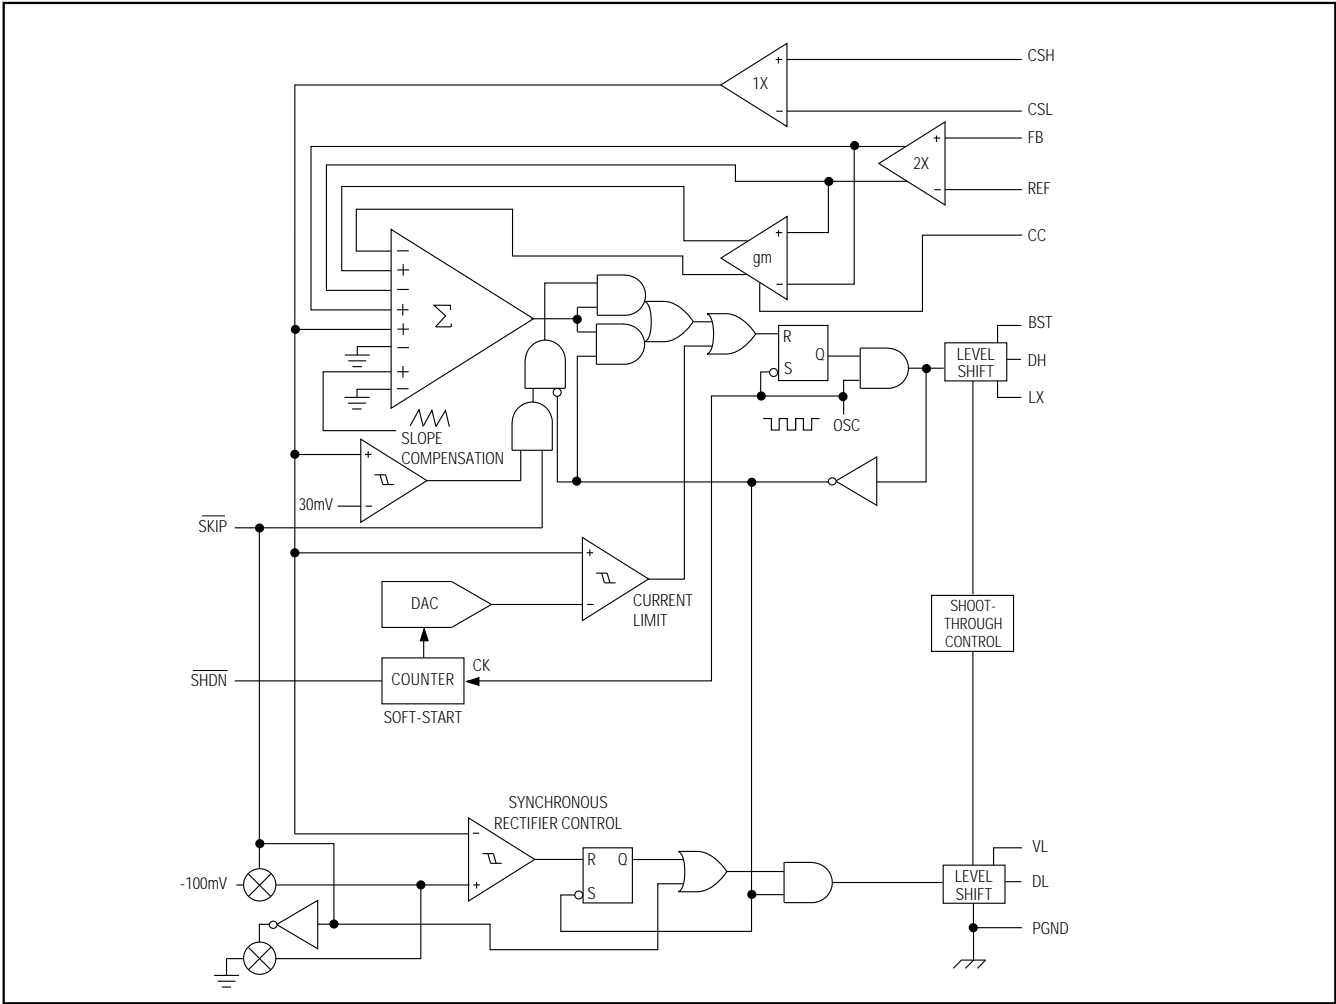 CSH
1X
CSL
FB
2X
REF
CC
gm
Σ
BST
R
Q
S
LEVEL
SHIFT
DH
LX
OSC
SLOPE
COMPENSATION
30mV
SKIP
DAC
CURRENT
LIMIT
SHOOT-
THROUGH
CONTROL
SHDN
COUNTER
CK
SOFT-START
SYNCHRONOUS
RECTIFIER CONTROL
VL
R Q
S
-100mV
LEVEL
SHIFT
DL
PGND